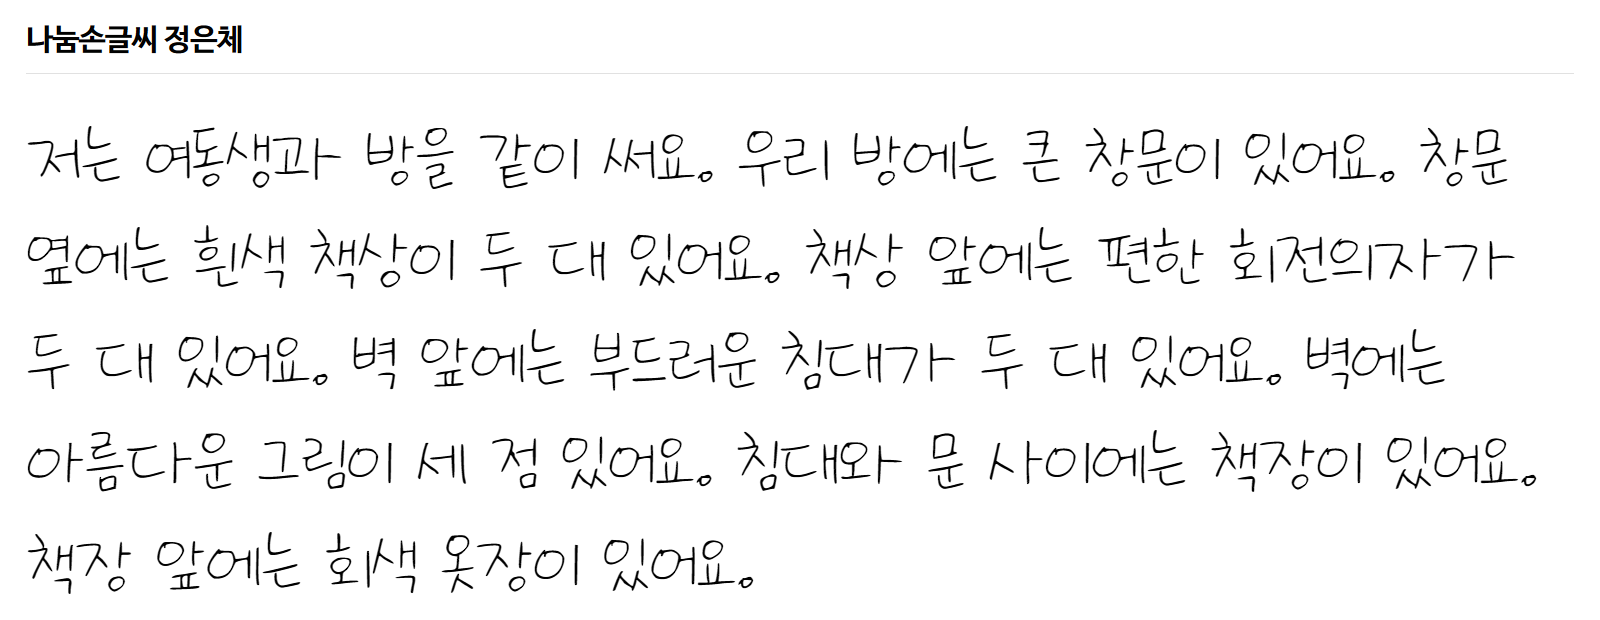 나눔손글씨 정은체
저는 여동생과 방을 같이 써요. 우리 방에는 큰 창문이 있어요. 창문
옆에는 흰색 책상이 두 대 있어요. 책상 앞에는 편한 회전의자가
두 대 있어요. 벽 앞에는 부드러운 침대가 두 대 있어요. 벽에는
아름다운 그림이 세 점 있어요. 침대와 문 사이에는 책장이 있어요.
책장 앞에는 회색 옷장이 있어요.